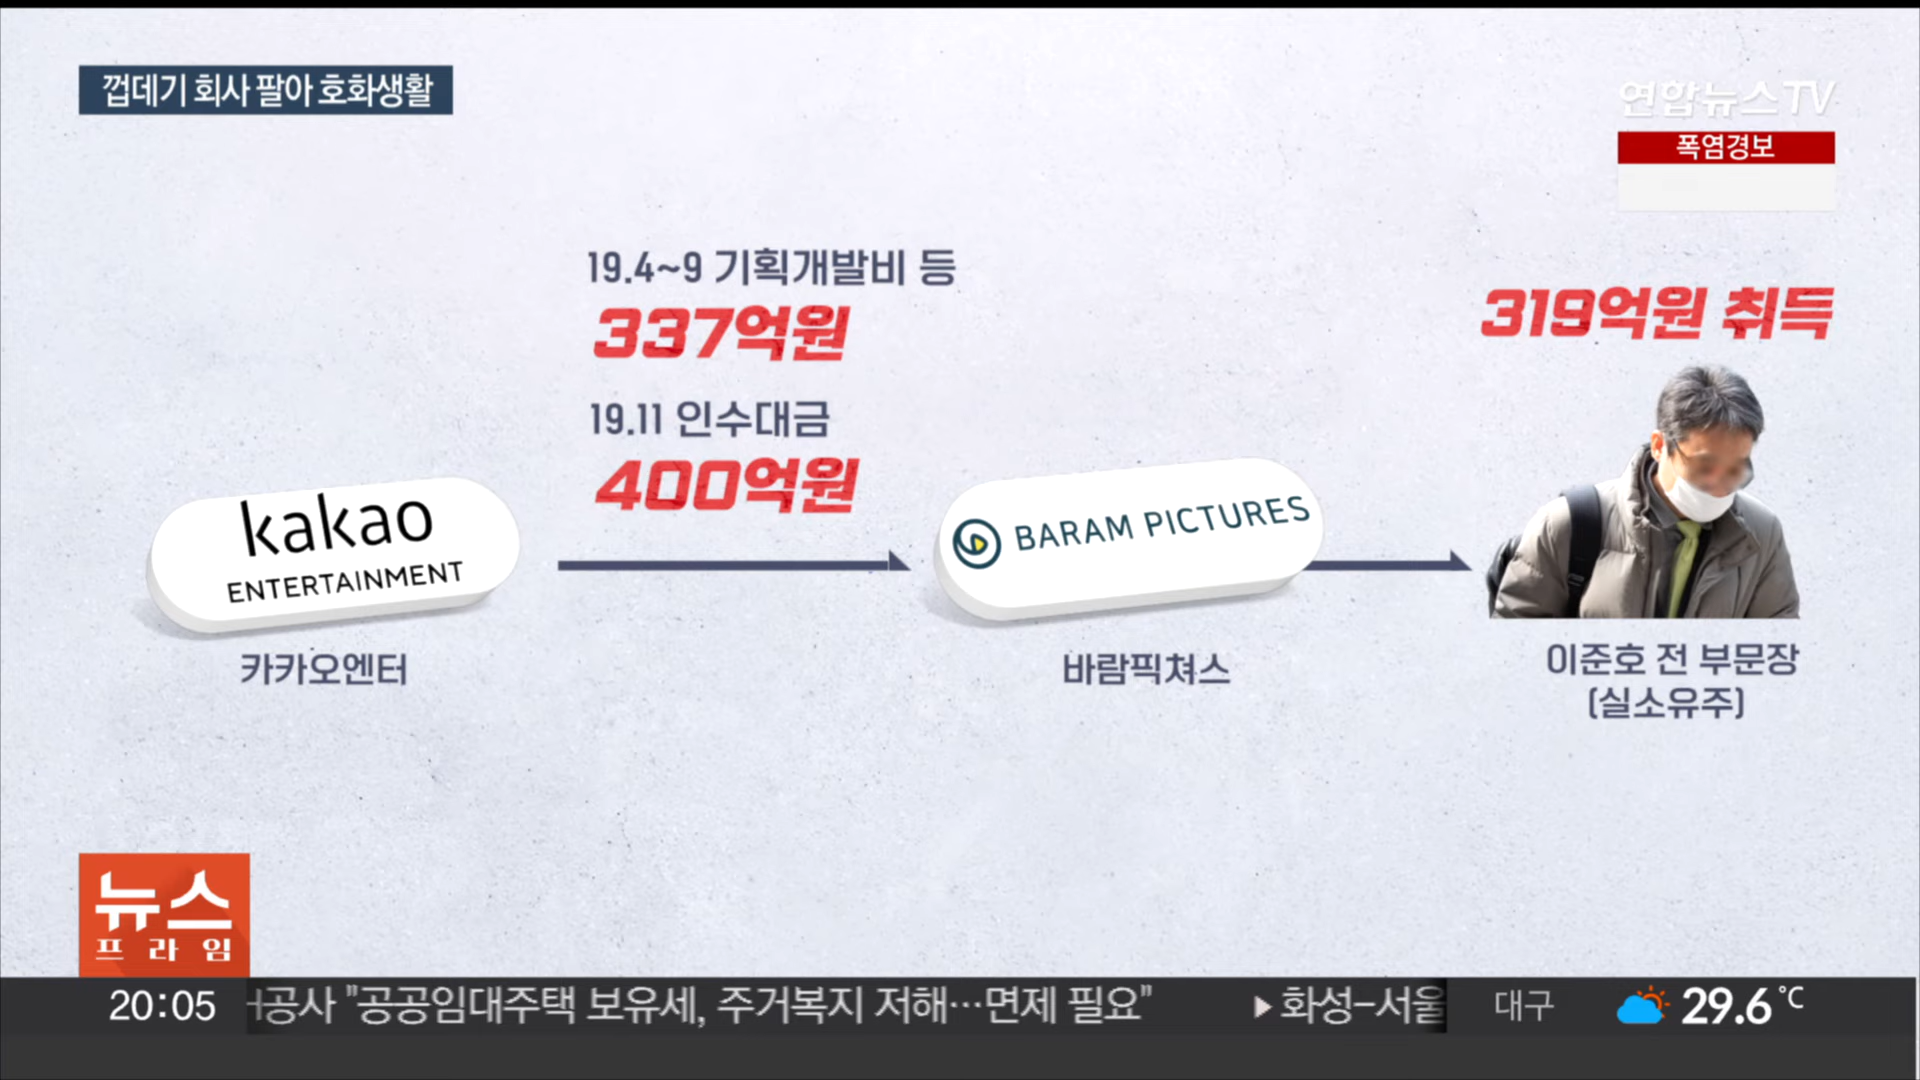 껍데기 회사 팔아 호화생활
연합뉴스TV
폭염경보
19.4~9 기획개발비 등
337억원
319억원 취득
19.11 인수대금
400억원
kakao
ENTERTAINMENT
BARAM PICTURES
카카오엔터
바람픽쳐스
이준호 전 부문장
(실소유주)
뉴스
프라임
20:05
공사 "공공임대주택 보유세, 주거복지 저해…면제 필요"
▶화성-서울
대구
29.6℃